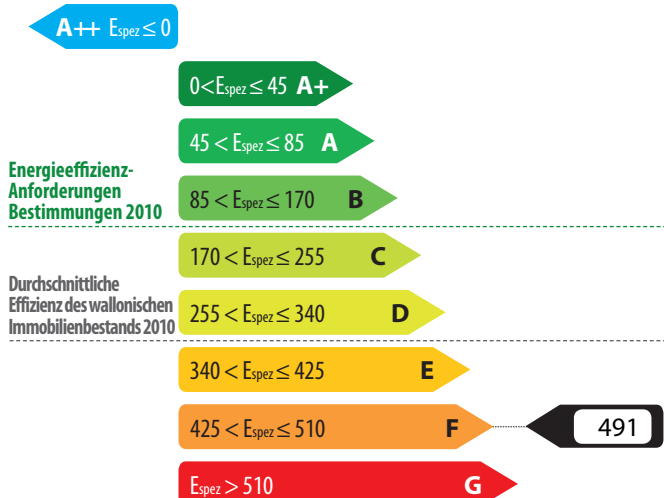 A++ Espez ≤ 0
0<Espez ≤ 45 A+
45 < Espez ≤ 85 A
Energieeffizienz-
Anforderungen
Bestimmungen 2010
85 < Espez ≤ 170 B
170 < Espez ≤ 255 C
Durchschnittliche
Effizienz des wallonischen
Immobilienbestands 2010
255 < Espez ≤ 340 D
340 < Espez ≤ 425 E
425 < Espez ≤ 510 F
491
Espez > 510 G